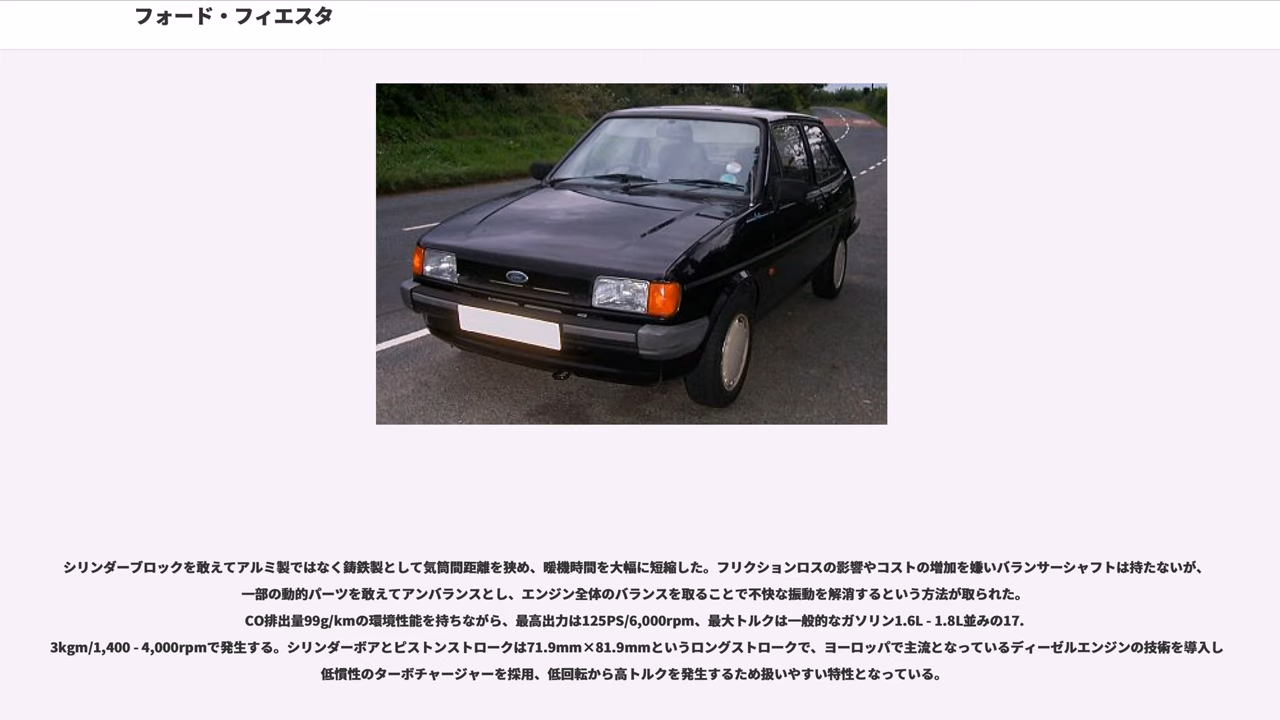 フォード・フィエスタ
シリンダーブロックを敢えてアルミ製ではなく鋳鉄製として気筒間距離を狭め、暖機時間を大幅に短縮した。フリクションロスの影響やコストの増加を嫌いバランサーシャフトは持たないが、
一部の動的パーツを敢えてアンバランスとし、エンジン全体のバランスを取ることで不快な振動を解消するという方法が取られた。
CO排出量99g/kmの環境性能を持ちながら、最高出力は125PS/6,000rpm、最大トルクは一般的なガソリン1.6L - 1.8L並みの17.
3kgm/1,400 - 4,000rpmで発生する。シリンダーボアとピストンストロークは71.9mm×81.9mmというロングストロークで、ヨーロッパで主流となっているディーゼルエンジンの技術を導入し
低慣性のターボチャージャーを採用、低回転から高トルクを発生するため扱いやすい特性となっている。